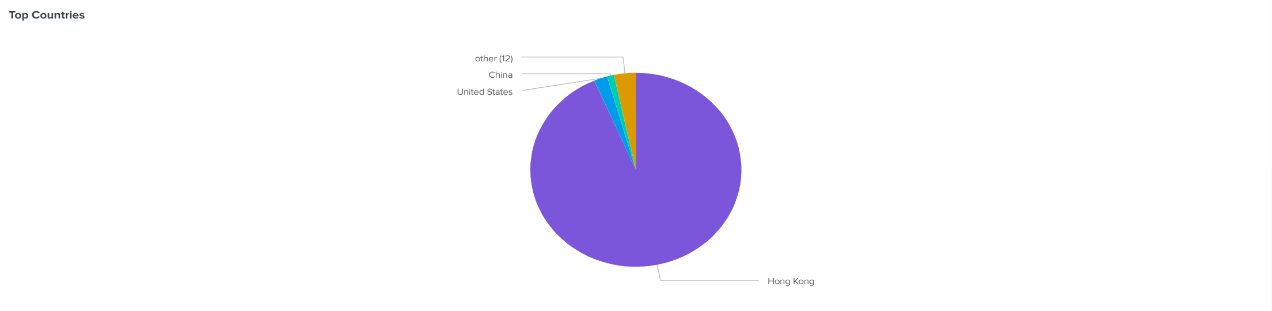 Top Countries
other (12)
China
United States
Hong Kong